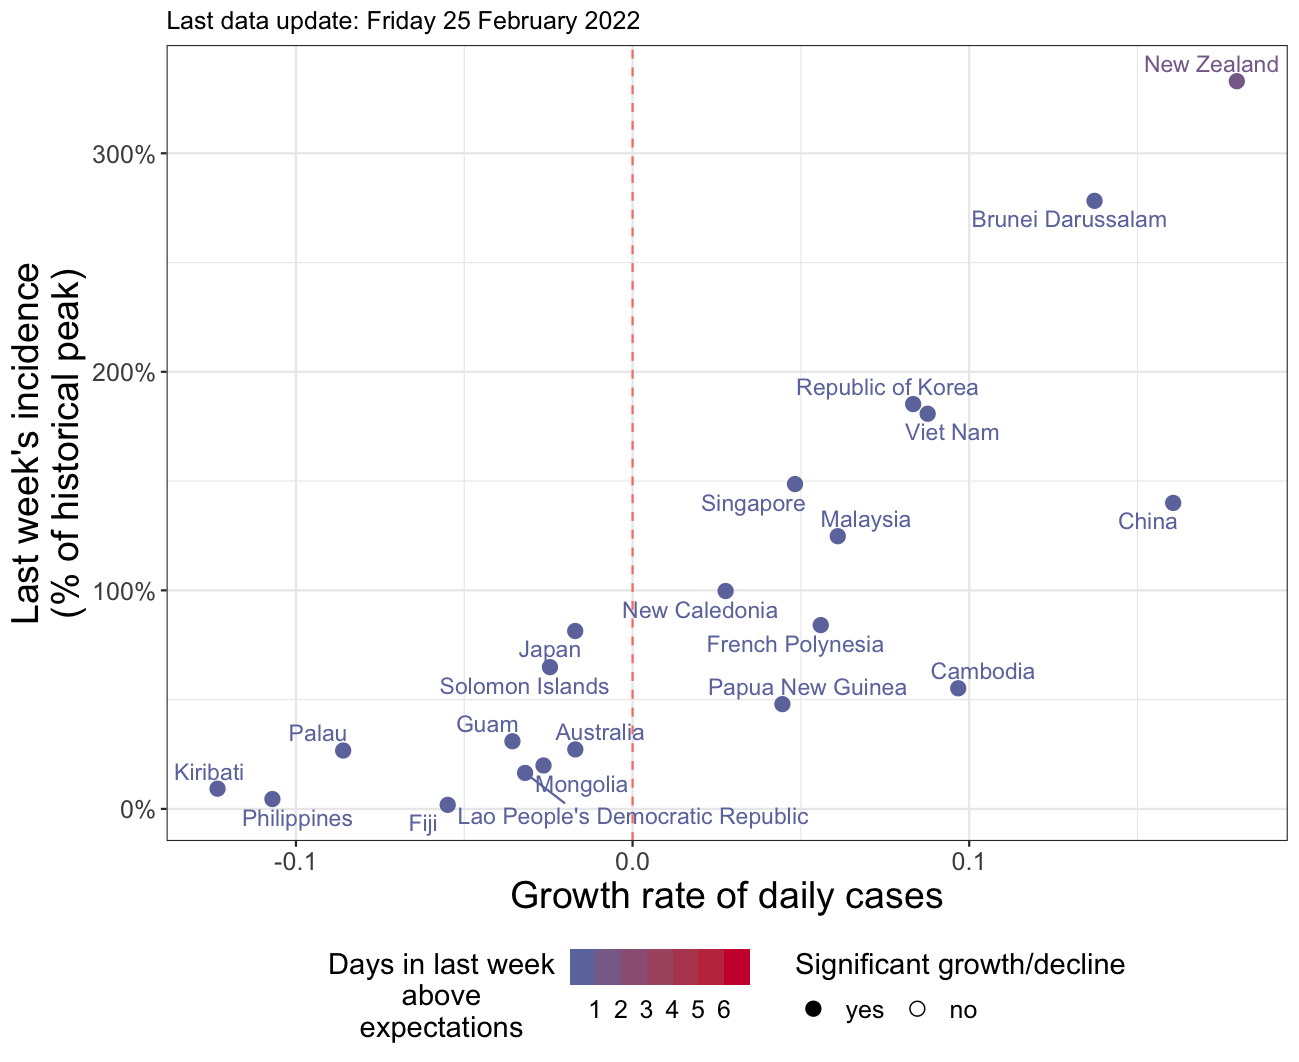 Last data update: Friday 25 February 2022
New Zealand
300%
Brunei Darussalam
200%
Republic of Korea
Viet Nam
Singapore
Malaysia
China
100%
New Caledonia
French Polynesia
Japan
Solomon Islands
Cambodia
Papua New Guinea
Guam
Australia
Palau
Kiribati
Mongolia
0%
Philippines
Fiji
Lao People's Democratic Republic
Last week's incidence
(% of historical peak)
-0.1 0.0 0.1
Growth rate of daily cases
Days in last week
above
expectations
1 2 3 4 5 6
Significant growth/decline
yes no